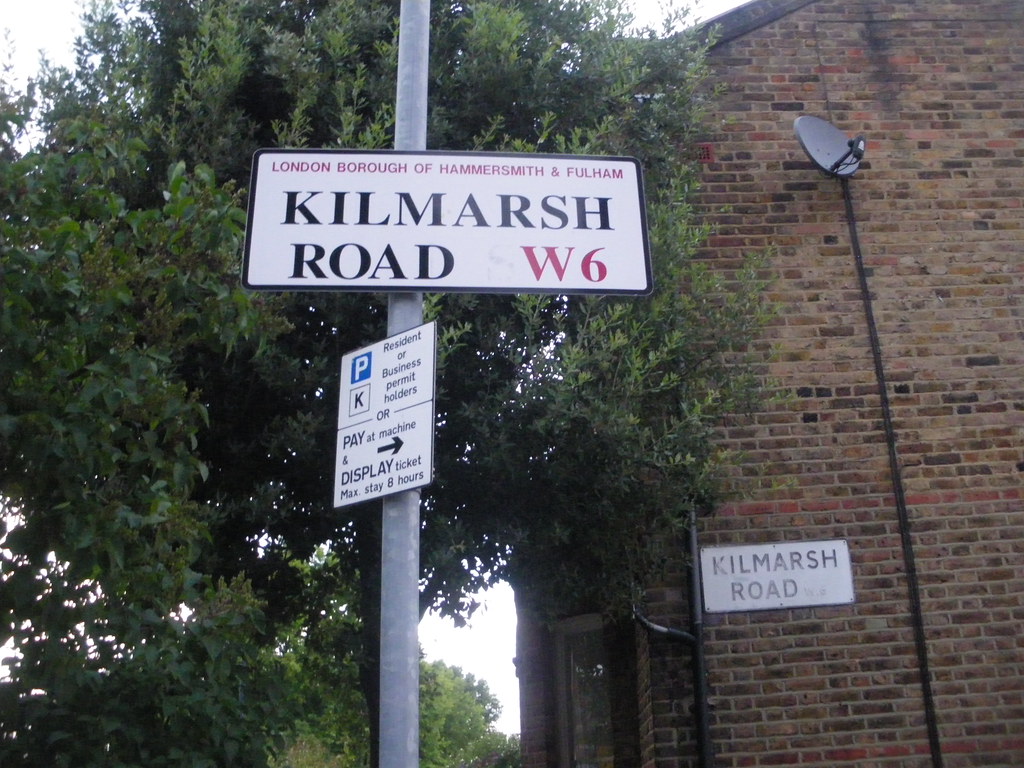 LONDON BOROUGH OF HAMMERSMITH & FULHAM
KILMARSH
ROAD W6
P
Resident
or
Business
permit
holders
K
OR
PAY at machine
&
DISPLAY ticket
Max. stay 8 hours
KILMARSH
ROAD W.6